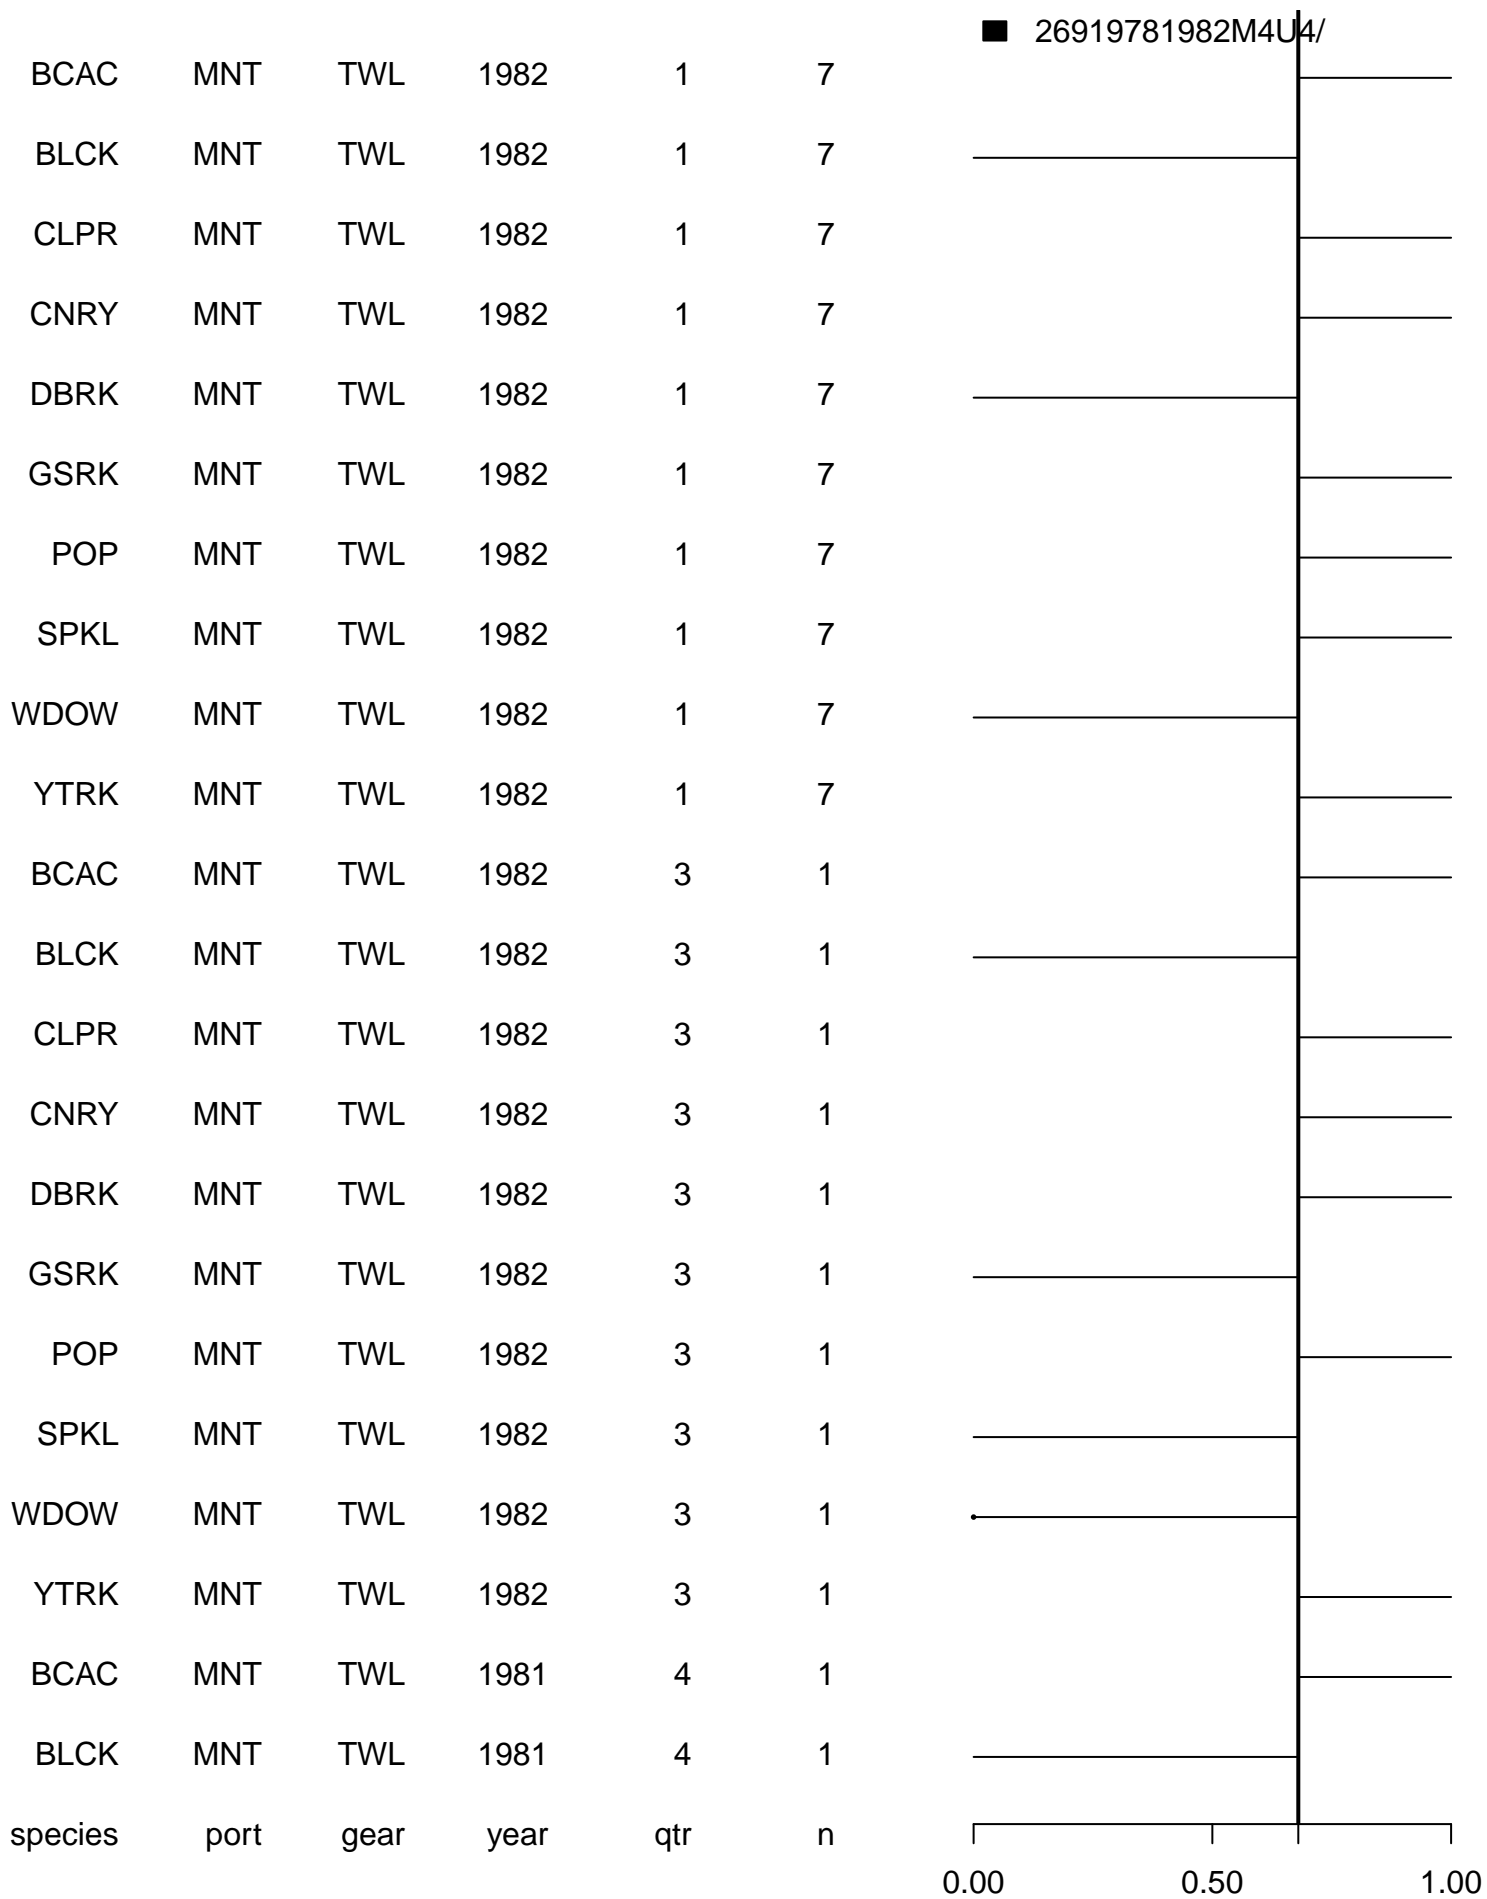 26919781982M4U4/
BCAC MNT TWL 1982 1 7
BLCK MNT TWL 1982 1 7
CLPR MNT TWL 1982 1 7
CNRY MNT TWL 1982 1 7
DBRK MNT TWL 1982 1 7
GSRK MNT TWL 1982 1 7
POP MNT TWL 1982 1 7
SPKL MNT TWL 1982 1 7
WDOW MNT TWL 1982 1 7
YTRK MNT TWL 1982 1 7
BCAC MNT TWL 1982 3 1
BLCK MNT TWL 1982 3 1
CLPR MNT TWL 1982 3 1
CNRY MNT TWL 1982 3 1
DBRK MNT TWL 1982 3 1
GSRK MNT TWL 1982 3 1
POP MNT TWL 1982 3 1
SPKL MNT TWL 1982 3 1
WDOW MNT TWL 1982 3 1
YTRK MNT TWL 1982 3 1
BCAC MNT TWL 1981 4 1
BLCK MNT TWL 1981 4 1
species port gear year qtr n
0.00 0.50 1.00